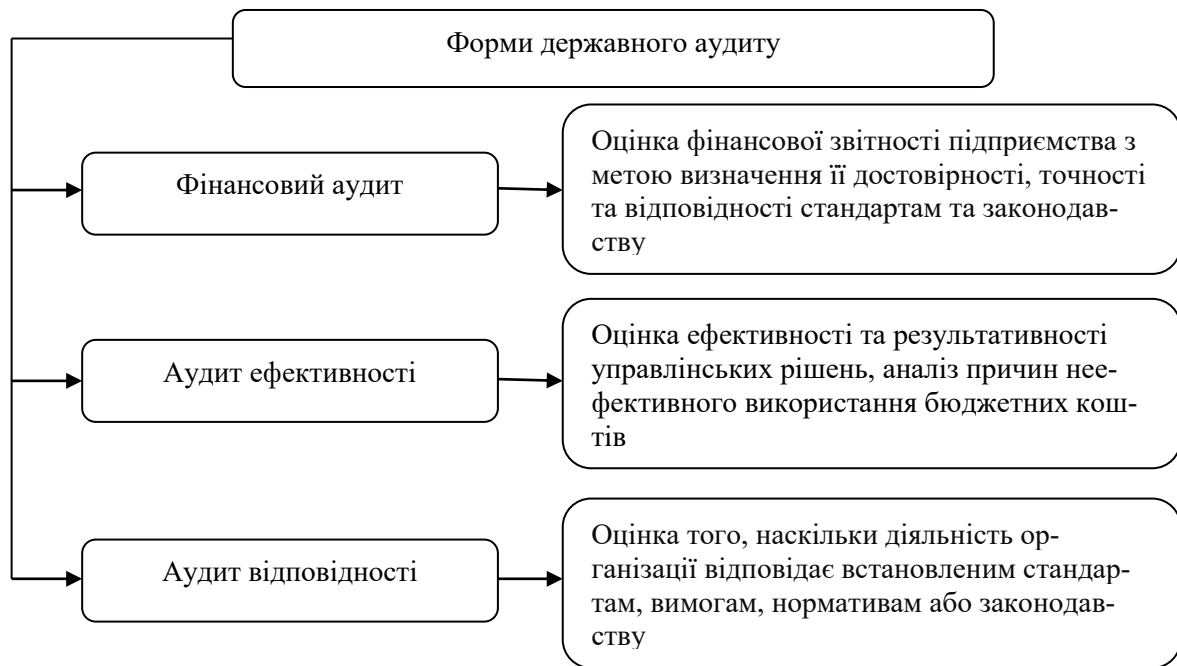 Форми державного аудиту
Фінансовий аудит
Оцінка фінансової звітності підприємства з
метою визначення її достовірності, точності
та відповідності стандартам та законодав-
ству
Аудит ефективності
Оцінка ефективності та результативності
управлінських рішень, аналіз причин нее-
фективного використання бюджетних кош-
тів
Аудит відповідності
Оцінка того, наскільки діяльність ор-
ганізації відповідає встановленим стандар-
там, вимогам, нормативам або законодав-
ству